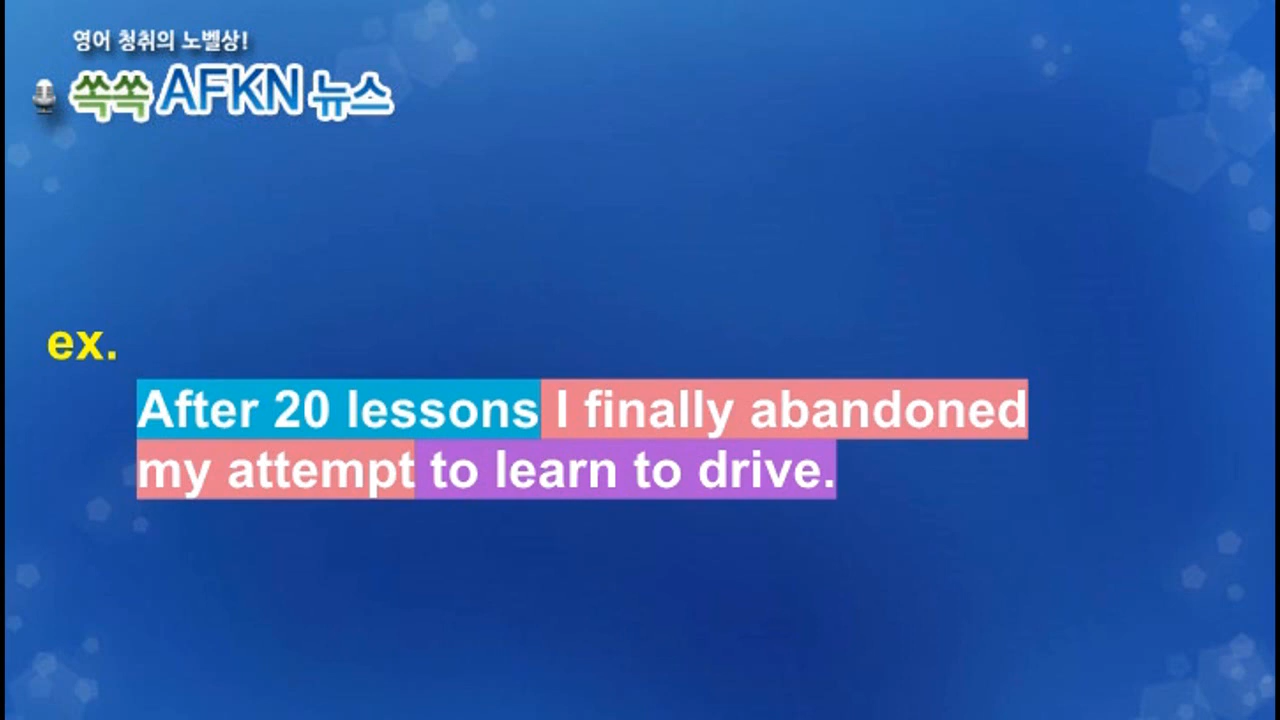 영어 청취의 노벨상!
쏙쏙 AFKN 뉴스
ex.
After 20 lessons I finally abandoned
my attempt to learn to drive.